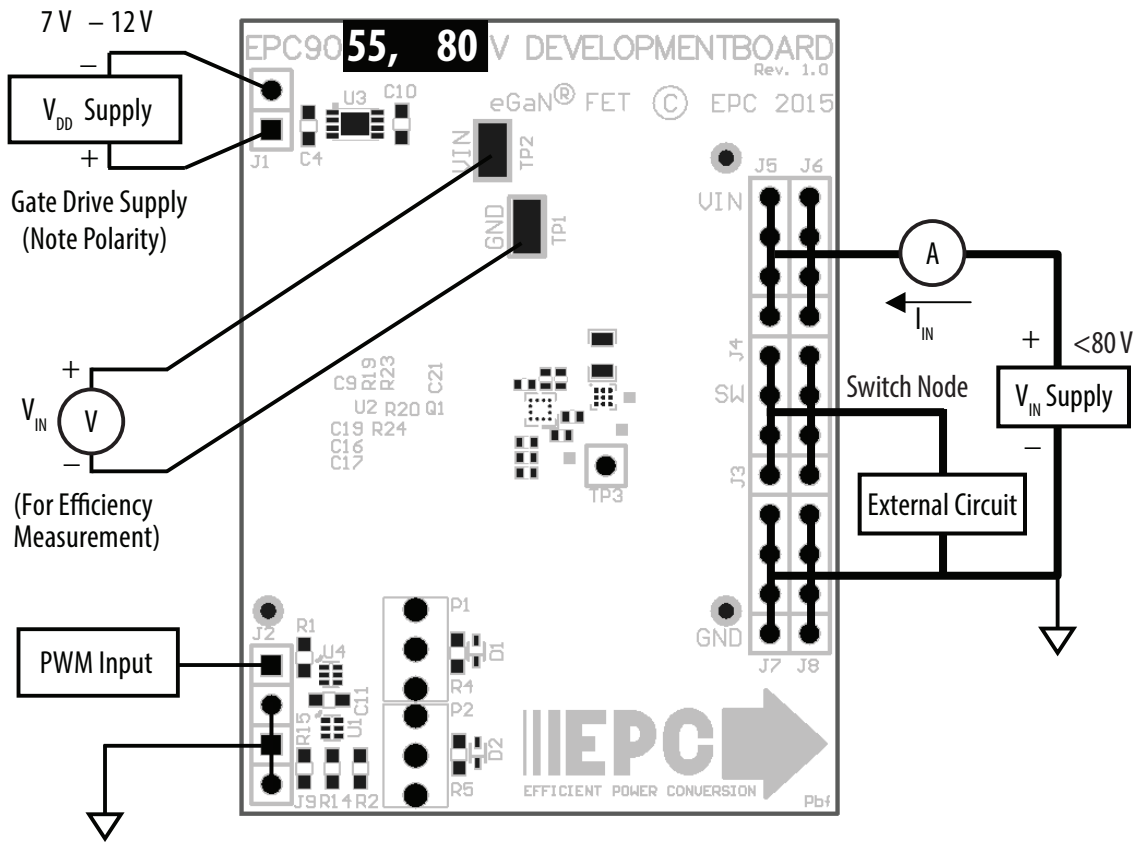 7 V – 12 V
EPC9055, 80 V DEVELOPMENTBOARD
Rev. 1.0
eGaN® FET © EPC 2015
–
VDD Supply
+
J1
C4
U3
C10
VIN
TP2
GND
TP1
Gate Drive Supply
(Note Polarity)
J5 J6
VIN
A
IIN
+
<80 V
VIN Supply
–
J4
SW
J3
Switch Node
External Circuit
+
VIN
V
–
(For Efficiency
Measurement)
C9 R19 R23 C21
U2 R20 Q1
C19 R24
C16
C17
TP3
GND
J7 J8
PWM Input
J2
R1
U4
C11
R15
U1
J9 R14 R2
P1
D1
R4
P2
D2
R5
EPC
EFFICIENT POWER CONVERSION
Pbf